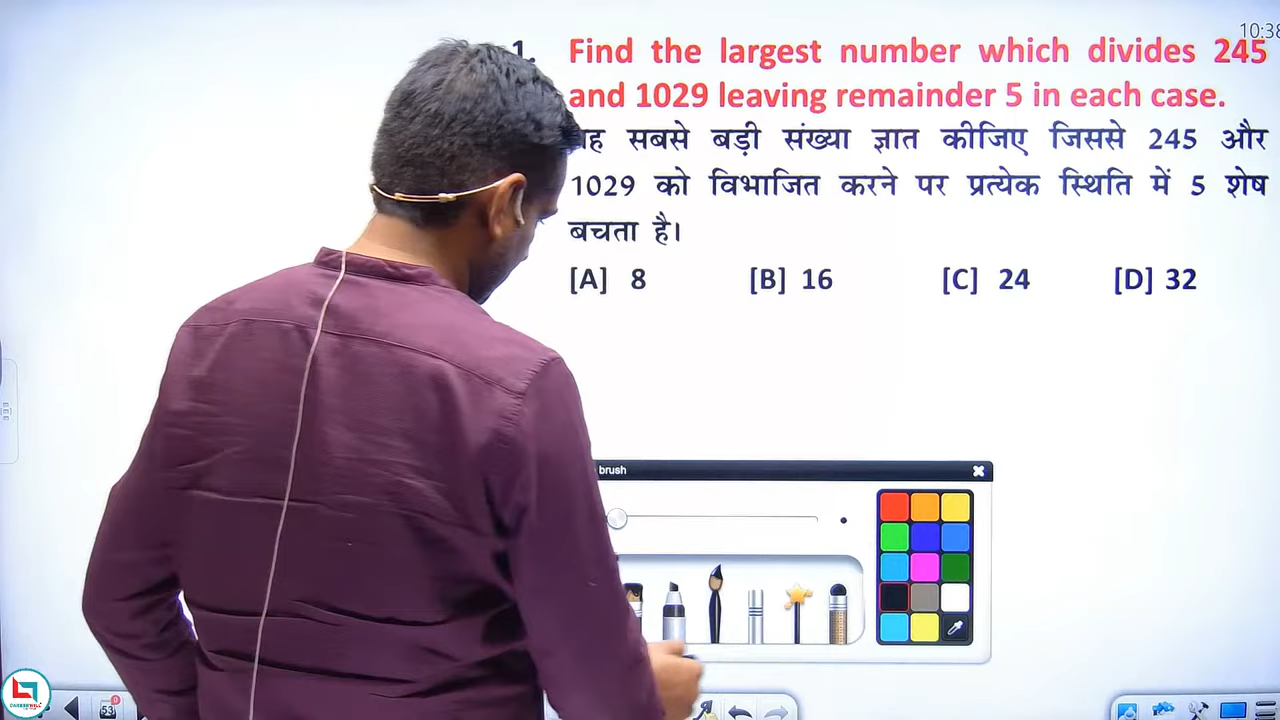 10:38
1. Find the largest number which divides 245
and 1029 leaving remainder 5 in each case.
सबसे बड़ी संख्या ज्ञात कीजिए जिससे 245 और
1029 को विभाजित करने पर प्रत्येक स्थिति में 5 शेष
बचता है।
[A] 8 [B] 16 [C] 24 [D] 32
brush
53
CAREERWILL